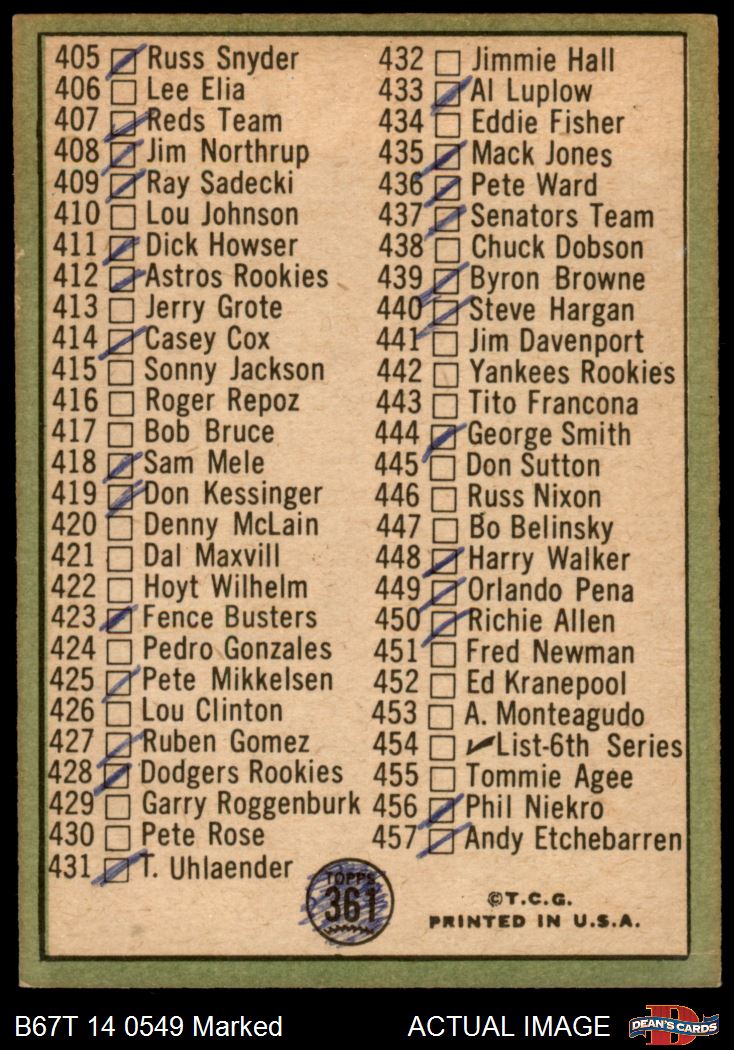 405 Russ Snyder
406 Lee Elia
407 Reds Team
408 Jim Northrup
409 Ray Sadecki
410 Lou Johnson
411 Dick Howser
412 Astros Rookies
413 Jerry Grote
414 Casey Cox
415 Sonny Jackson
416 Roger Repoz
417 Bob Bruce
418 Sam Mele
419 Don Kessinger
420 Denny McLain
421 Dal Maxvill
422 Hoyt Wilhelm
423 Fence Busters
424 Pedro Gonzales
425 Pete Mikkelsen
426 Lou Clinton
427 Ruben Gomez
428 Dodgers Rookies
429 Garry Roggenburk
430 Pete Rose
431 T. Uhlaender
432 Jimmie Hall
433 Al Luplow
434 Eddie Fisher
435 Mack Jones
436 Pete Ward
437 Senators Team
438 Chuck Dobson
439 Byron Browne
440 Steve Hargan
441 Jim Davenport
442 Yankees Rookies
443 Tito Francona
444 George Smith
445 Don Sutton
446 Russ Nixon
447 Bo Belinsky
448 Harry Walker
449 Orlando Pena
450 Richie Allen
451 Fred Newman
452 Ed Kranepool
453 A. Monteagudo
454 List-6th Series
455 Tommie Agee
456 Phil Niekro
457 Andy Etchebarren
TOPPS
361
©T.C.G.
PRINTED IN U.S.A.
B67T 14 0549 Marked
ACTUAL IMAGE
DEAN'S CARDS